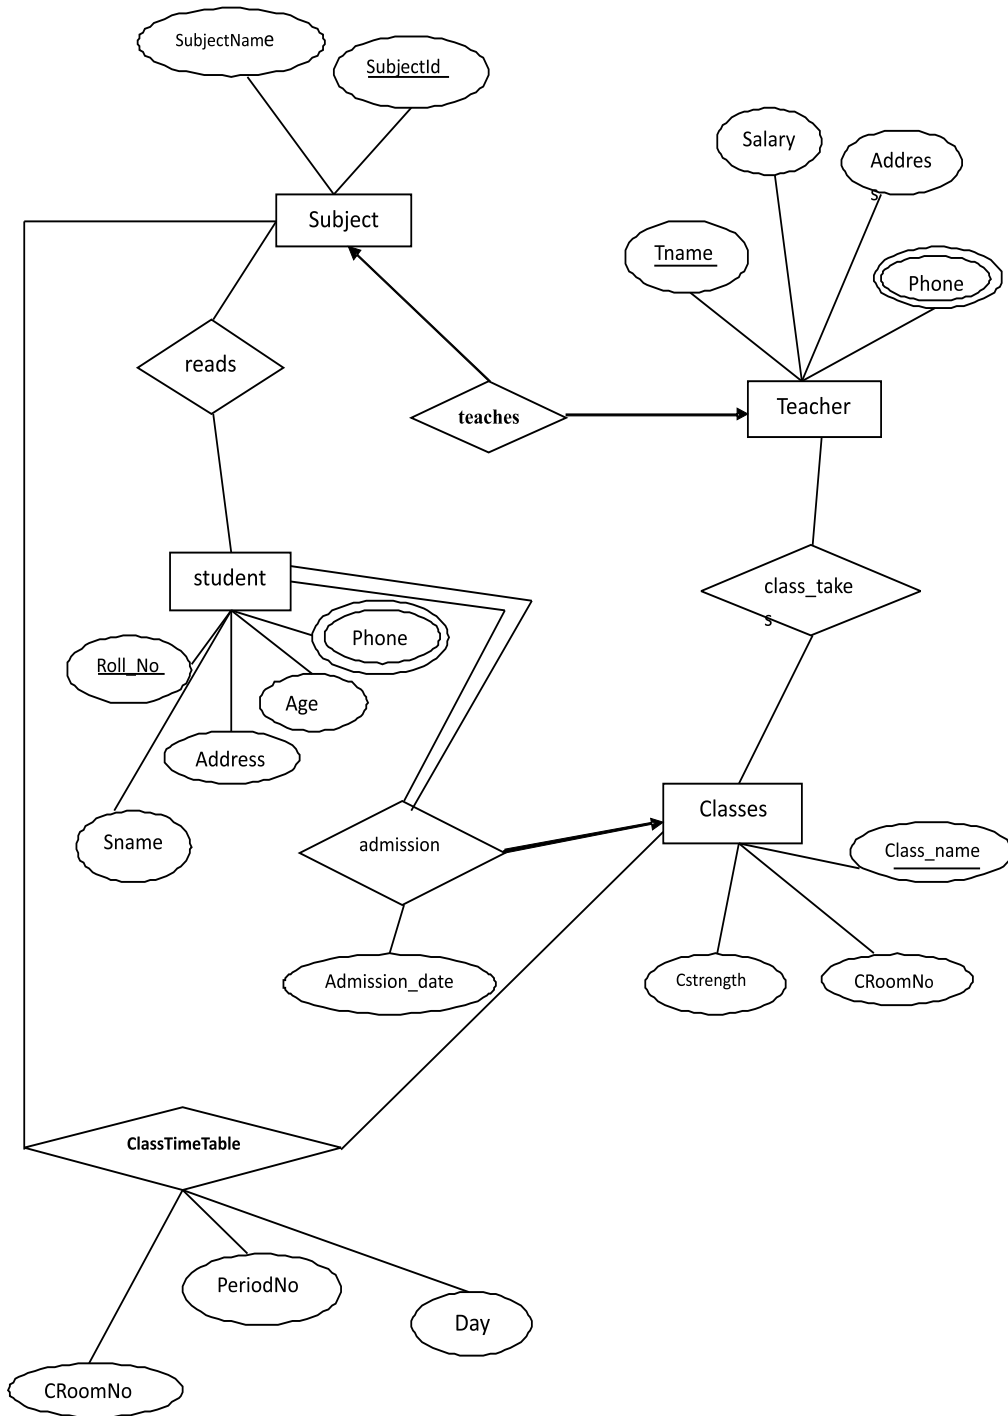 SubjectName
SubjectId
Salary
Addres
s
Subject
Tname
Phone
reads
teaches
Teacher
student
class_take
s
Phone
Roll_No
Age
Address
Classes
Sname
admission
Class_name
Admission_date
Cstrength
CRoomNo
ClassTimeTable
PeriodNo
Day
CRoomNo